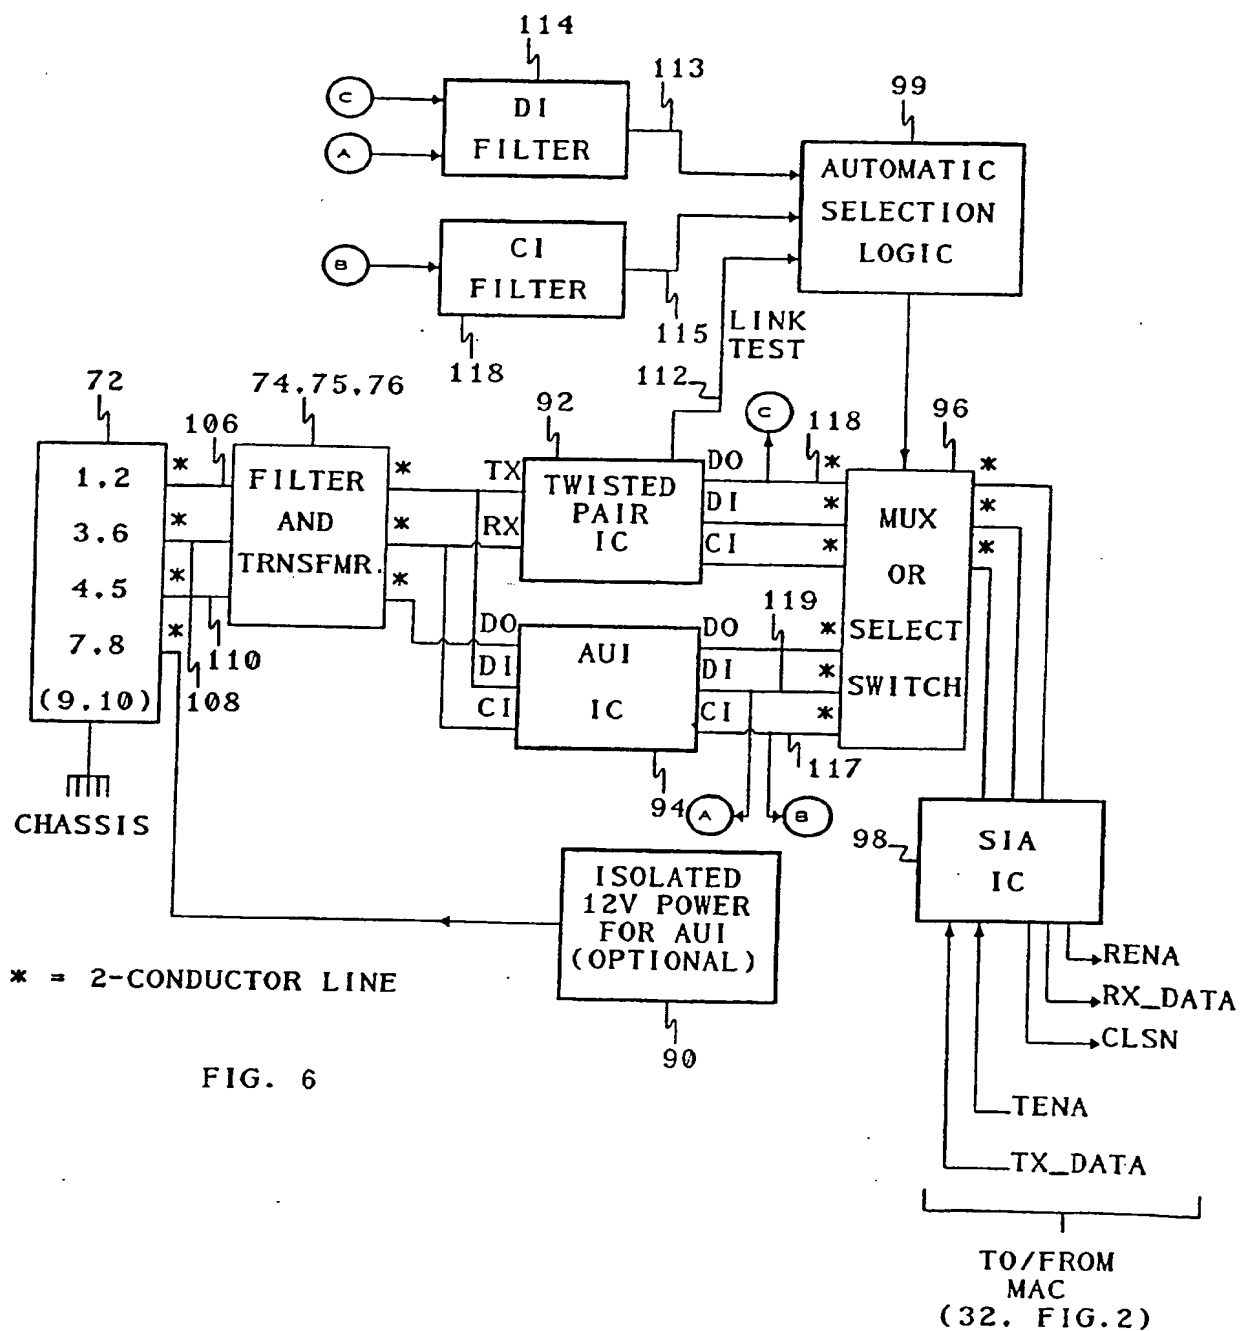 114
113
99
C
DI
FILTER
A
AUTOMATIC
SELECTION
LOGIC
B
CI
FILTER
118
115
LINK
TEST
112
72
74.75.76
92
C
118
96
106
1.2
3.6
4.5
7.8
(9.10)
*
*
*
*
FILTER
AND
TRNSFMR.
*
*
*
TX
RX
TWISTED
PAIR
IC
DO
DI
CI
*
*
*
MUX
OR
SELECT
SWITCH
*
*
*
110
108
DO
DI
CI
AUI
IC
DO
DI
CI
119
*
*
*
117
94
A
B
CHASSIS
98
SIA
IC
ISOLATED
12V POWER
FOR AUI
(OPTIONAL)
90
* = 2-CONDUCTOR LINE
RENA
RX_DATA
CLSN
TENA
TX_DATA
FIG. 6
TO/FROM
MAC
(32. FIG.2)